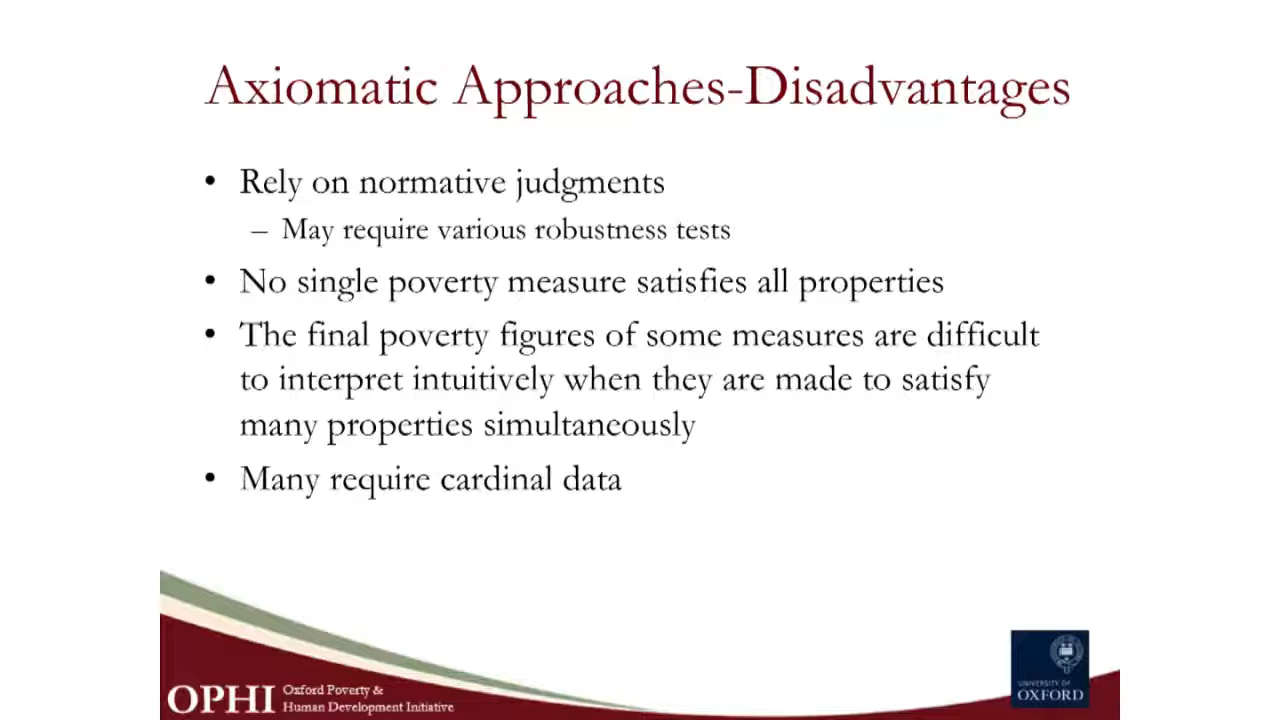 Axiomatic Approaches-Disadvantages
• Rely on normative judgments
– May require various robustness tests
• No single poverty measure satisfies all properties
• The final poverty figures of some measures are difficult
to interpret intuitively when they are made to satisfy
many properties simultaneously
• Many require cardinal data
OPHI
Oxford Poverty &
Human Development Initiative
UNIVERSITY OF
OXFORD